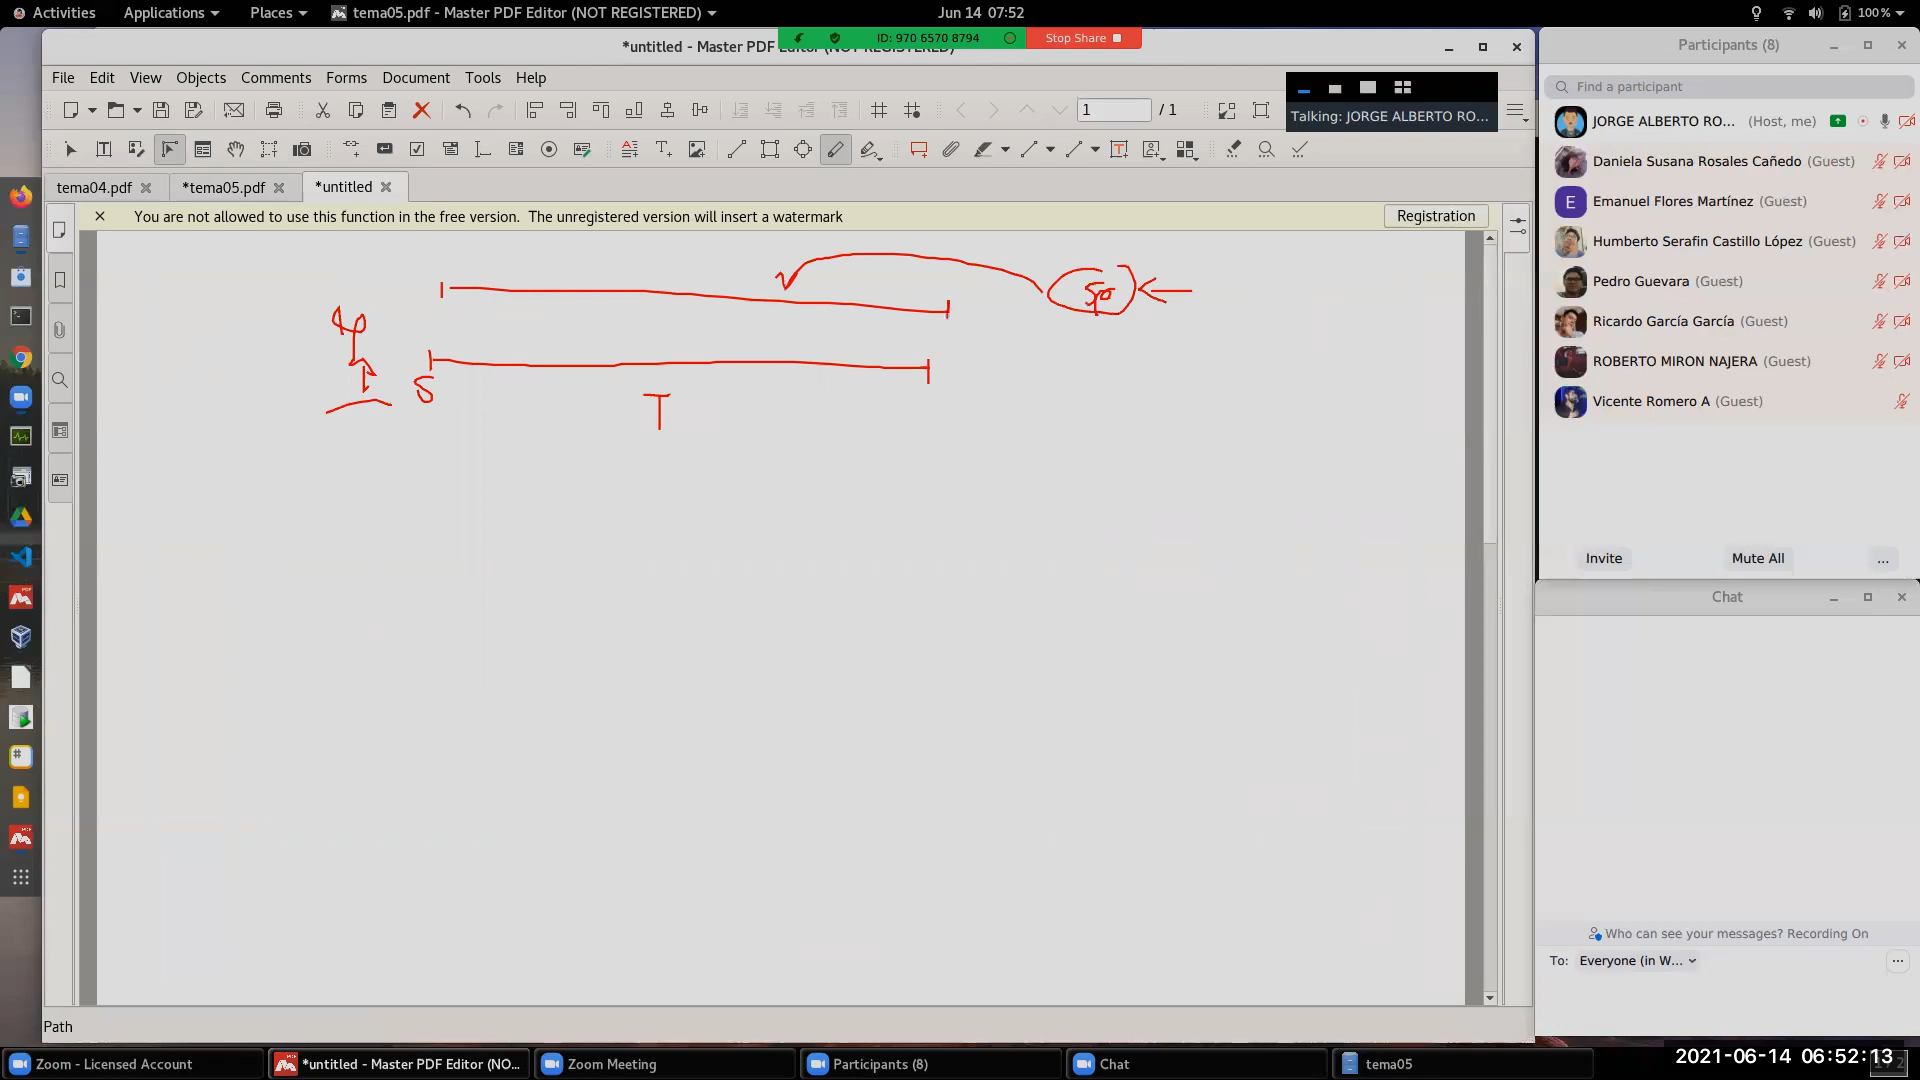 Activities Applications Places tema05.pdf - Master PDF Editor (NOT REGISTERED) Jun 14 07:52 100%
*untitled - Master PDF Editor (NOT REGISTERED)
ID: 970 6570 8794 Stop Share
File Edit View Objects Comments Forms Document Tools Help
1 / 1
Talking: JORGE ALBERTO RO...
tema04.pdf *tema05.pdf *untitled
You are not allowed to use this function in the free version. The unregistered version will insert a watermark
Registration
S
T
Path
Participants (8)
Find a participant
JORGE ALBERTO RO... (Host, me)
Daniela Susana Rosales Cañedo (Guest)
E Emanuel Flores Martínez (Guest)
Humberto Serafin Castillo López (Guest)
Pedro Guevara (Guest)
Ricardo García García (Guest)
ROBERTO MIRON NAJERA (Guest)
Vicente Romero A (Guest)
Invite Mute All ...
Chat
Who can see your messages? Recording On
To: Everyone (in W...
Zoom - Licensed Account *untitled - Master PDF Editor (NO... Zoom Meeting Participants (8) Chat tema05
2021-06-14 06:52:13